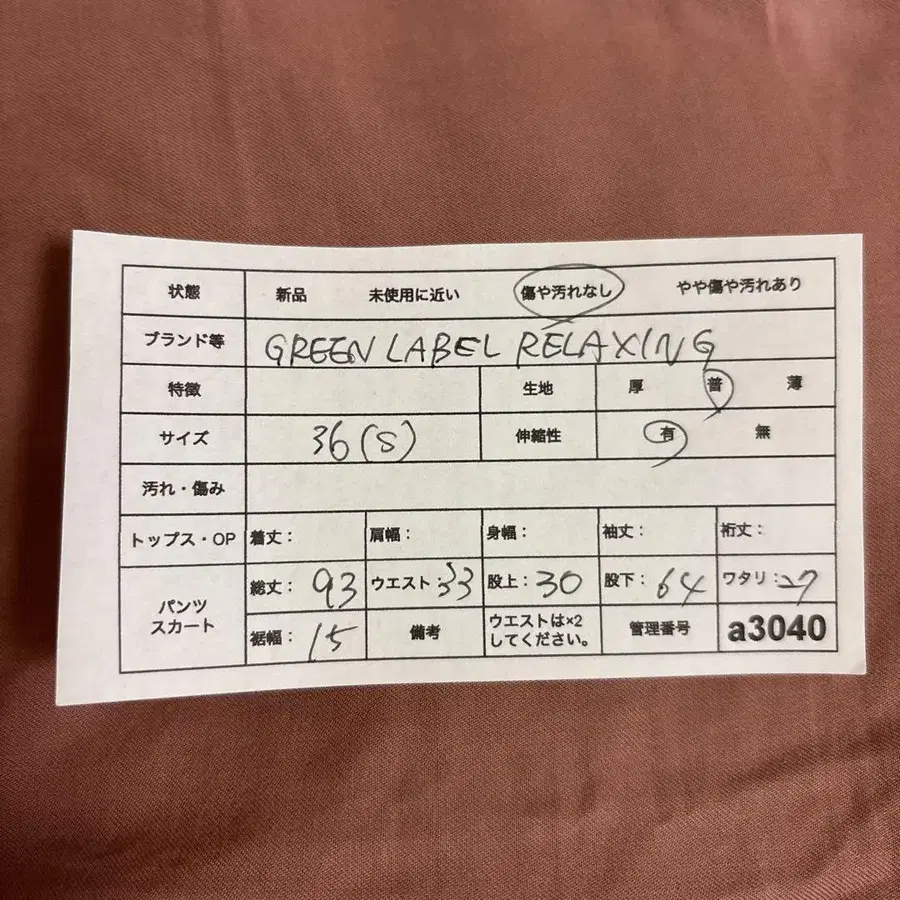 状態 新品 未使用に近い 傷や汚れなし やや傷や汚れあり
ブランド等 GREEN LABEL RELAXING
特徴 生地 厚 普 薄
サイズ 36(S) 伸縮性 有 無
汚れ・傷み
トップス・OP 着丈: 肩幅: 身幅: 袖丈: 裄丈:
パンツ スカート 総丈: 93 ウエスト: 33 股上: 30 股下: 64 ワタリ: 27
裾幅: 15 備考 ウエストは×2 してください。 管理番号 a3040